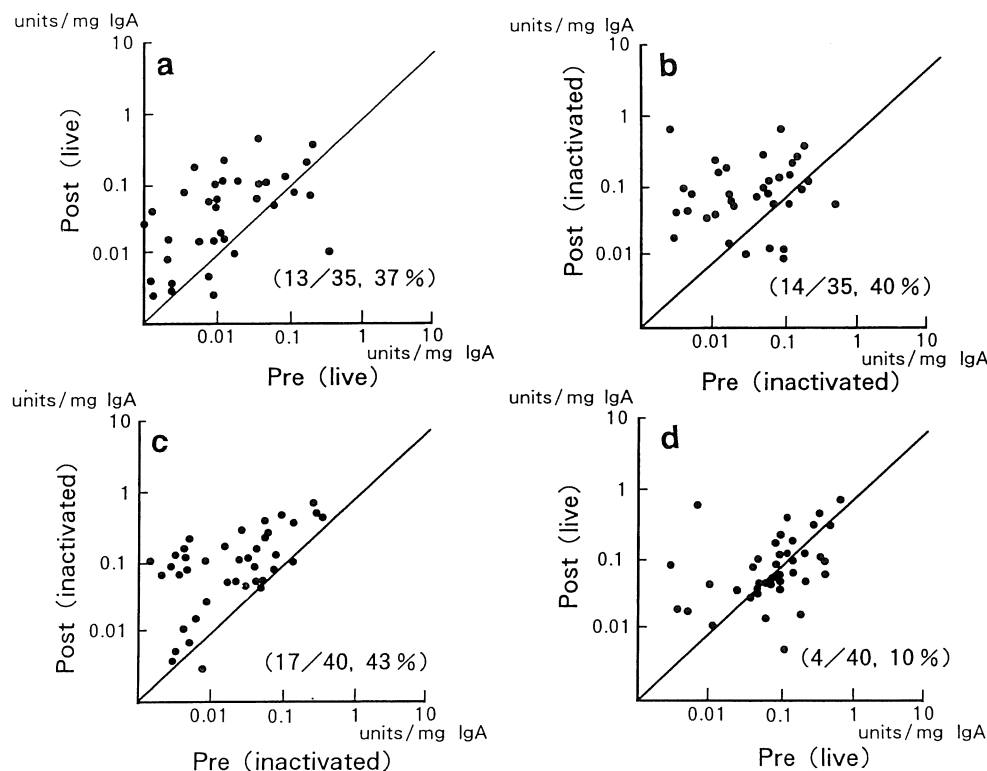 units/mg IgA
10
a
1
0.1
0.01
Post (live)
(13/35, 37%)
0.01 0.1 1 10
units/mg IgA
Pre (live)
units/mg IgA
10
b
1
0.1
0.01
Post (inactivated)
(14/35, 40%)
0.01 0.1 1 10
units/mg IgA
Pre (inactivated)
units/mg IgA
10
c
1
0.1
0.01
Post (inactivated)
(17/40, 43%)
0.01 0.1 1 10
units/mg IgA
Pre (inactivated)
units/mg IgA
10
d
1
0.1
0.01
Post (live)
(4/40, 10%)
0.01 0.1 1 10
units/mg IgA
Pre (live)